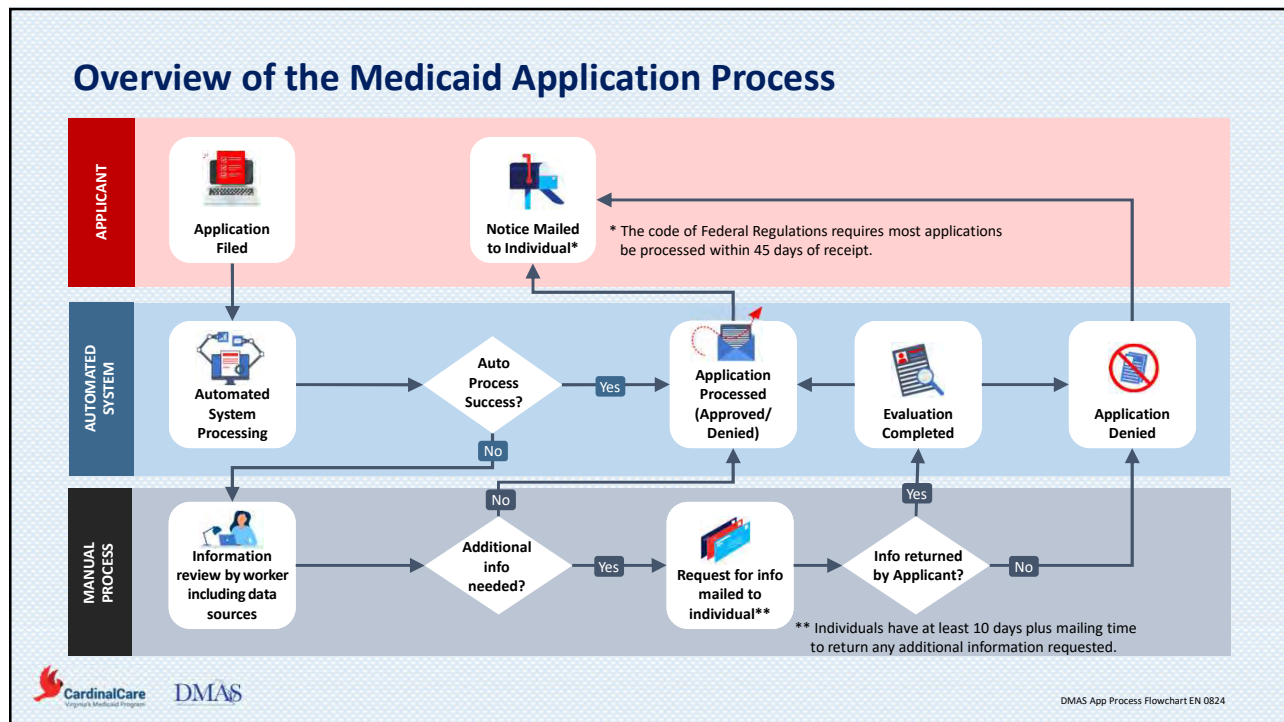 Overview of the Medicaid Application Process
APPLICANT
Application
Filed
Notice Mailed
to Individual*
* The code of Federal Regulations requires most applications
be processed within 45 days of receipt.
AUTOMATED
SYSTEM
Automated
System
Processing
Auto
Process
Success?
Yes
No
Application
Processed
(Approved/
Denied)
Evaluation
Completed
Application
Denied
MANUAL
PROCESS
Information
review by worker
including data
sources
No
Additional
info
needed?
Yes
Request for info
mailed to
individual**
Yes
Info returned
by Applicant?
No
** Individuals have at least 10 days plus mailing time
to return any additional information requested.
CardinalCare
Virginia's Medicaid Program
DMAS
DMAS App Process Flowchart EN 0824